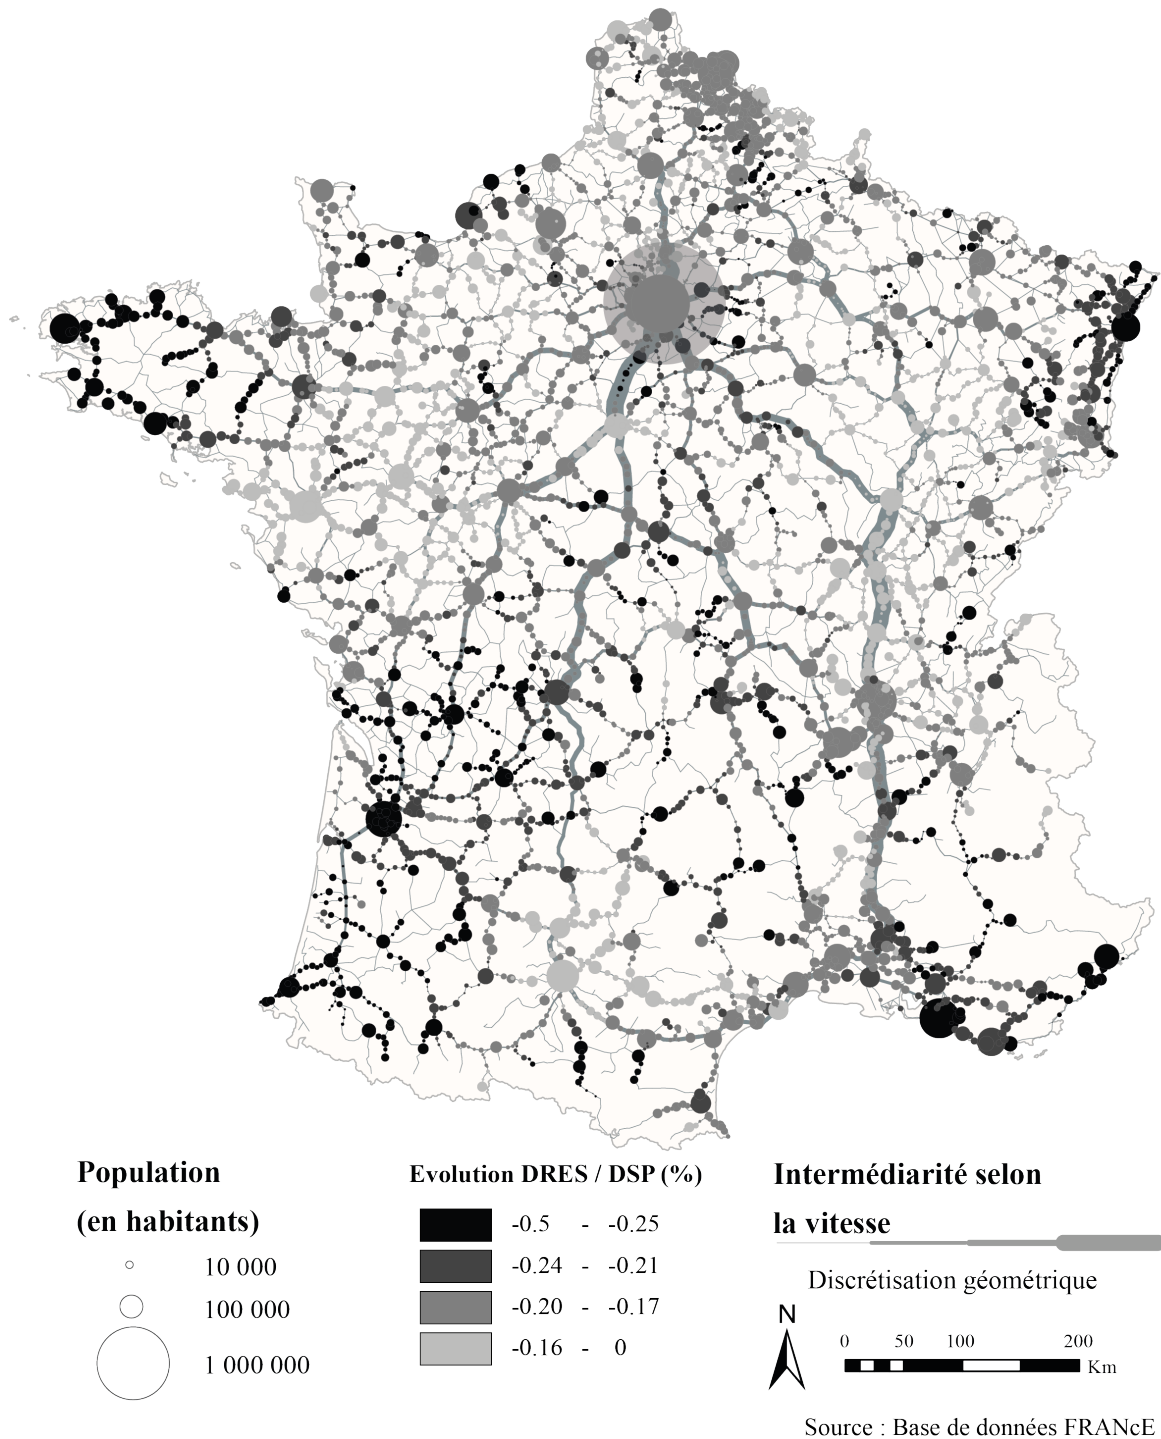 Population
(en habitants)
10 000
100 000
1 000 000
Evolution DRES / DSP (%)
-0.5 - -0.25
-0.24 - -0.21
-0.20 - -0.17
-0.16 - 0
Intermédiarité selon
la vitesse
Discrétisation géométrique
N
0 50 100 200
Km
Source : Base de données FRANcE